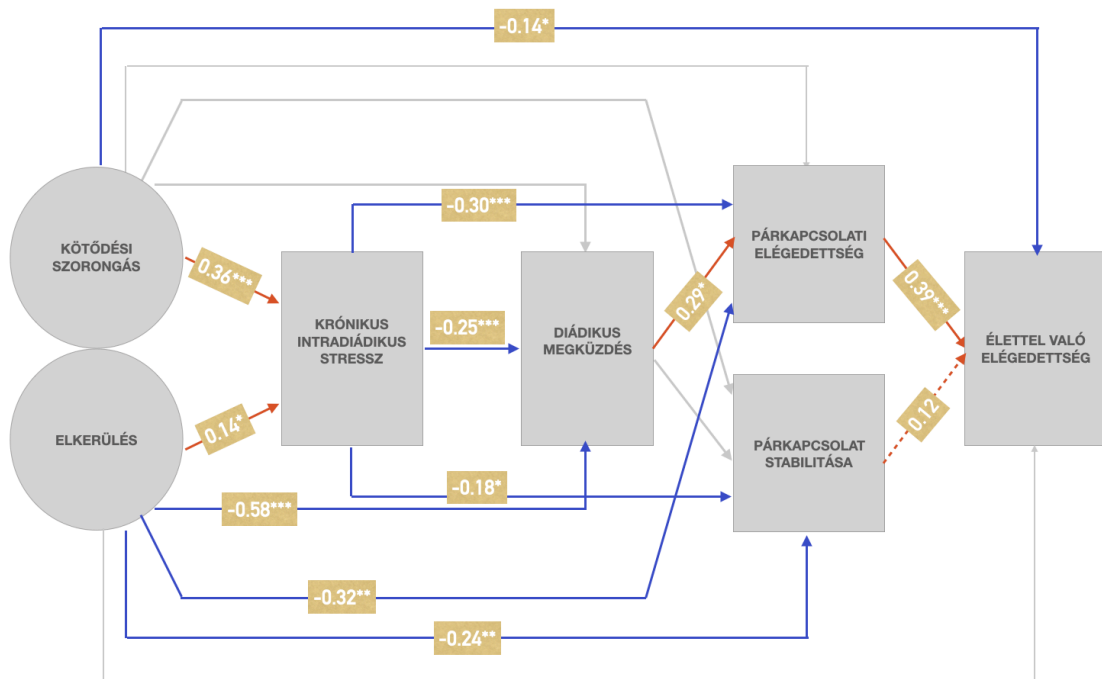 -0.14*
KÖTŐDÉSI
SZORONGÁS
0.36***
-0.30***
PÁRKAPCSOLATI
ELÉGEDETTSÉG
0.29*
0.39***
KRÓNIKUS
INTRADIÁDIKUS
STRESSZ
-0.25***
DIÁDIKUS
MEGKÜZDÉS
ÉLETTEL VALÓ
ELÉGEDETTSÉG
ELKERÜLÉS
0.14*
PÁRKAPCSOLAT
STABILITÁSA
0.12
-0.18*
-0.58***
-0.32**
-0.24**